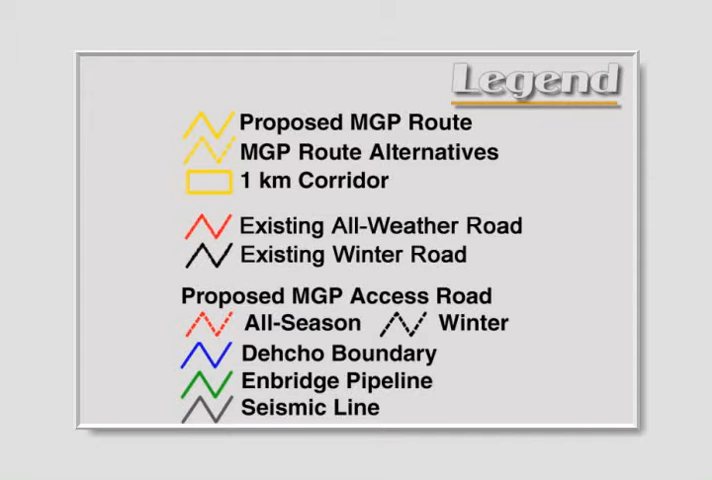 Legend
Proposed MGP Route
MGP Route Alternatives
1 km Corridor
Existing All-Weather Road
Existing Winter Road
Proposed MGP Access Road
All-Season Winter
Dehcho Boundary
Enbridge Pipeline
Seismic Line